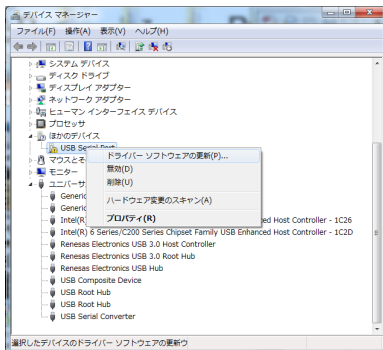 デバイス マネージャー
ファイル(F) 操作(A) 表示(V) ヘルプ(H)
システム デバイス
ディスク ドライブ
ディスプレイ アダプター
ネットワーク アダプター
ヒューマン インターフェイス デバイス
プロセッサ
ほかのデバイス
USB Serial Port
ドライバー ソフトウェアの更新(P)...
マウスとそ
無効(D)
モニター
削除(U)
ユニバーサ
Generic
ハードウェア変更のスキャン(A)
Generic
Intel(R)
プロパティ(R)
ed Host Controller - 1C26
Intel(R) 6 Series/C200 Series Chipset Family USB Enhanced Host Controller - 1C2D
Renesas Electronics USB 3.0 Host Controller
Renesas Electronics USB 3.0 Root Hub
Renesas Electronics USB Hub
USB Composite Device
USB Root Hub
USB Root Hub
USB Serial Converter
選択したデバイスのドライバー ソフトウェアの更新ウ